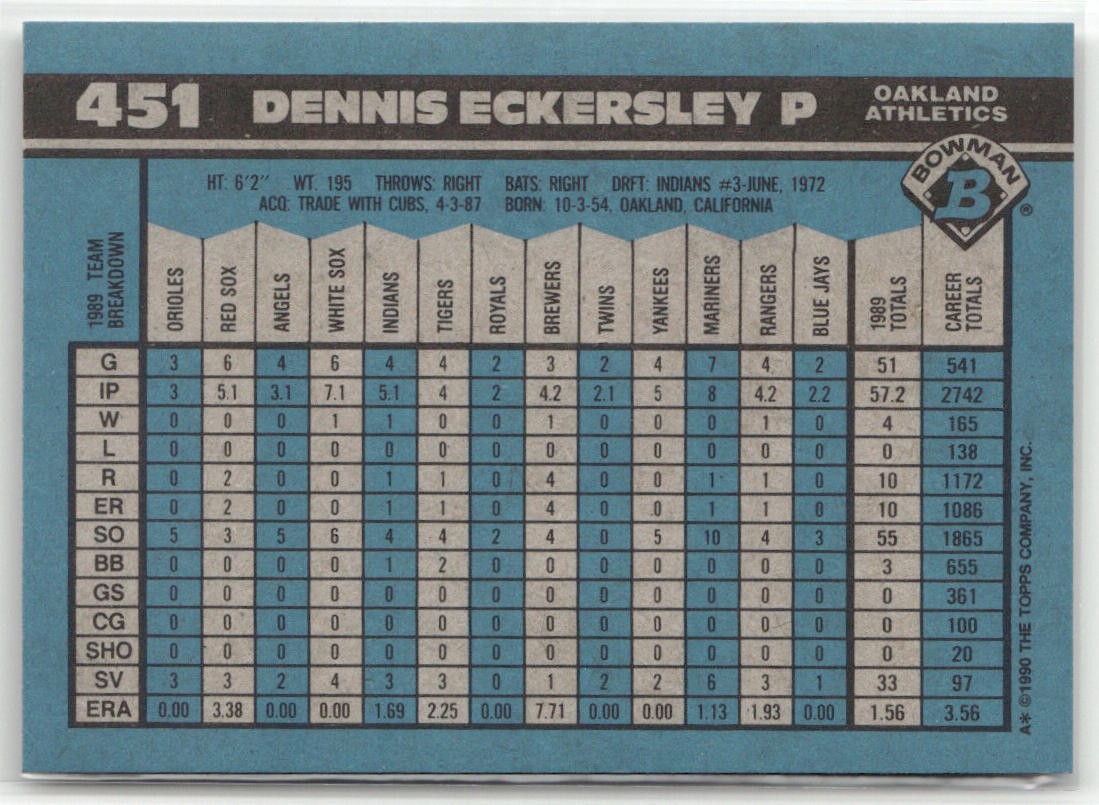 451 DENNIS ECKERSLEY P OAKLAND ATHLETICS
BOWMAN
B
®
HT: 6'2" WT. 195 THROWS: RIGHT BATS: RIGHT DRFT: INDIANS #3-JUNE, 1972
ACQ: TRADE WITH CUBS, 4-3-87 BORN: 10-3-54, OAKLAND, CALIFORNIA
1989 TEAM BREAKDOWN ORIOLES RED SOX ANGELS WHITE SOX INDIANS TIGERS ROYALS BREWERS TWINS YANKEES MARINERS RANGERS BLUE JAYS 1989 TOTALS CAREER TOTALS
G 3 6 4 6 4 4 2 3 2 4 7 4 2 51 541
IP 3 5.1 3.1 7.1 5.1 4 2 4.2 2.1 5 8 4.2 2.2 57.2 2742
W 0 0 0 1 1 0 0 1 0 0 0 1 0 4 165
L 0 0 0 0 0 0 0 0 0 0 0 0 0 0 138
R 0 2 0 0 1 1 0 4 0 0 1 1 0 10 1172
ER 0 2 0 0 1 1 0 4 0 0 1 1 0 10 1086
SO 5 3 5 6 4 4 2 4 0 5 10 4 3 55 1865
BB 0 0 0 0 1 2 0 0 0 0 0 0 0 3 655
GS 0 0 0 0 0 0 0 0 0 0 0 0 0 0 361
CG 0 0 0 0 0 0 0 0 0 0 0 0 0 0 100
SHO 0 0 0 0 0 0 0 0 0 0 0 0 0 0 20
SV 3 3 2 4 3 3 0 1 2 2 6 3 1 33 97
ERA 0.00 3.38 0.00 0.00 1.69 2.25 0.00 7.71 0.00 0.00 1.13 1.93 0.00 1.56 3.56
A* ©1990 THE TOPPS COMPANY, INC.